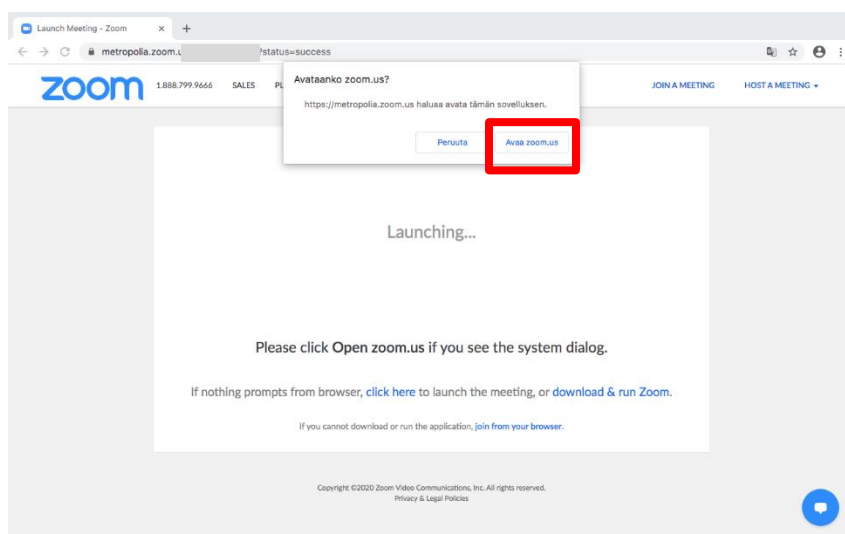 Launch Meeting - Zoom
metropolia.zoom.u ?status=success
zoom 1.888.799.9666 SALES PL JOIN A MEETING HOST A MEETING
Avataanko zoom.us?
https://metropolia.zoom.us haluaa avata tämän sovelluksen.
Peruuta Avaa zoom.us
Launching...
Please click Open zoom.us if you see the system dialog.
If nothing prompts from browser, click here to launch the meeting, or download & run Zoom.
If you cannot download or run the application, join from your browser.
Copyright ©2020 Zoom Video Communications, Inc. All rights reserved.
Privacy & Legal Policies